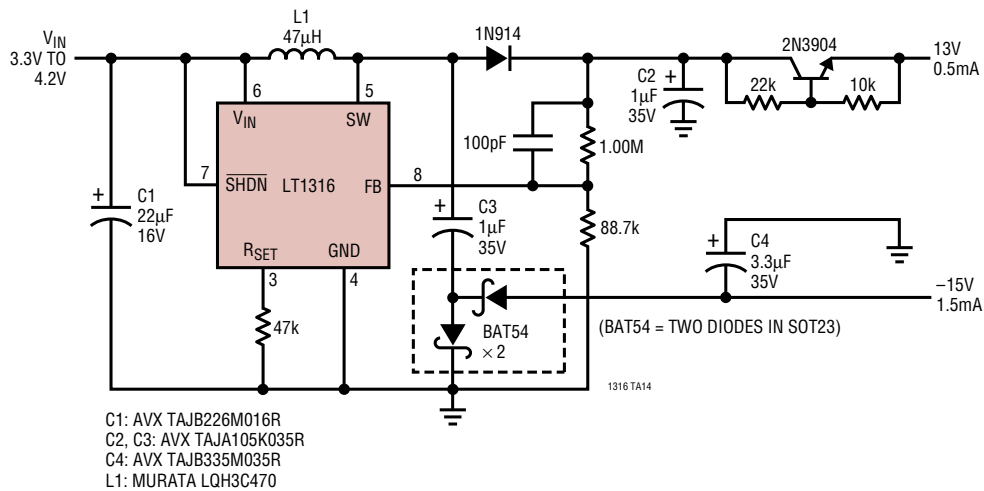 V_IN
3.3V TO
4.2V
L1
47µH
1N914
2N3904
13V
0.5mA
C2
1µF
35V
+
22k
10k
6
5
V_IN
SW
100pF
1.00M
7
SHDN
LT1316
FB
8
+
C1
22µF
16V
+
C3
1µF
35V
88.7k
R_SET
GND
3
4
+
C4
3.3µF
35V
–15V
1.5mA
47k
BAT54
× 2
(BAT54 = TWO DIODES IN SOT23)
1316 TA14
C1: AVX TAJB226M016R
C2, C3: AVX TAJA105K035R
C4: AVX TAJB335M035R
L1: MURATA LQH3C470